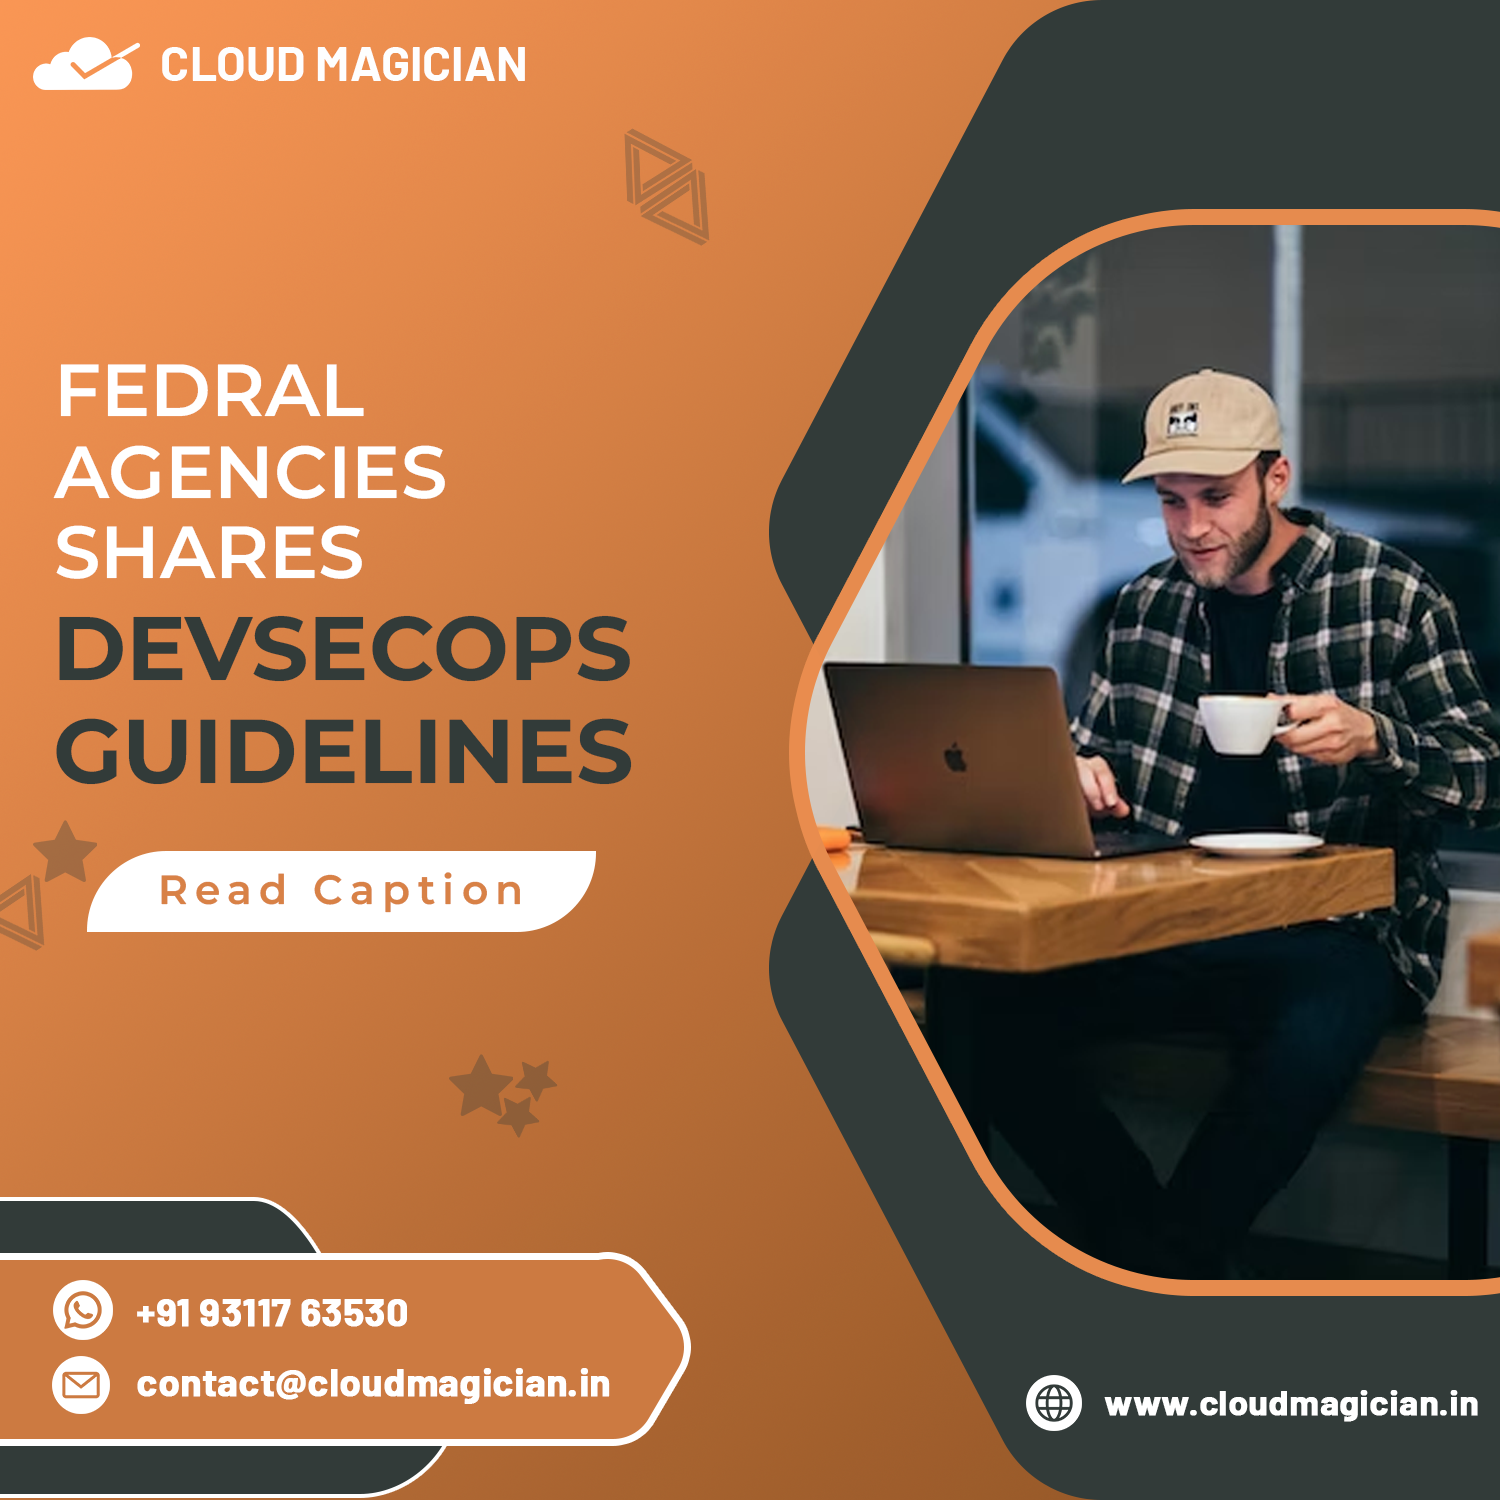 CLOUD MAGICIAN
FEDRAL
AGENCIES
SHARES
DEVSECOPS
GUIDELINES
Read Caption
+91 93117 63530
contact@cloudmagician.in
www.cloudmagician.in